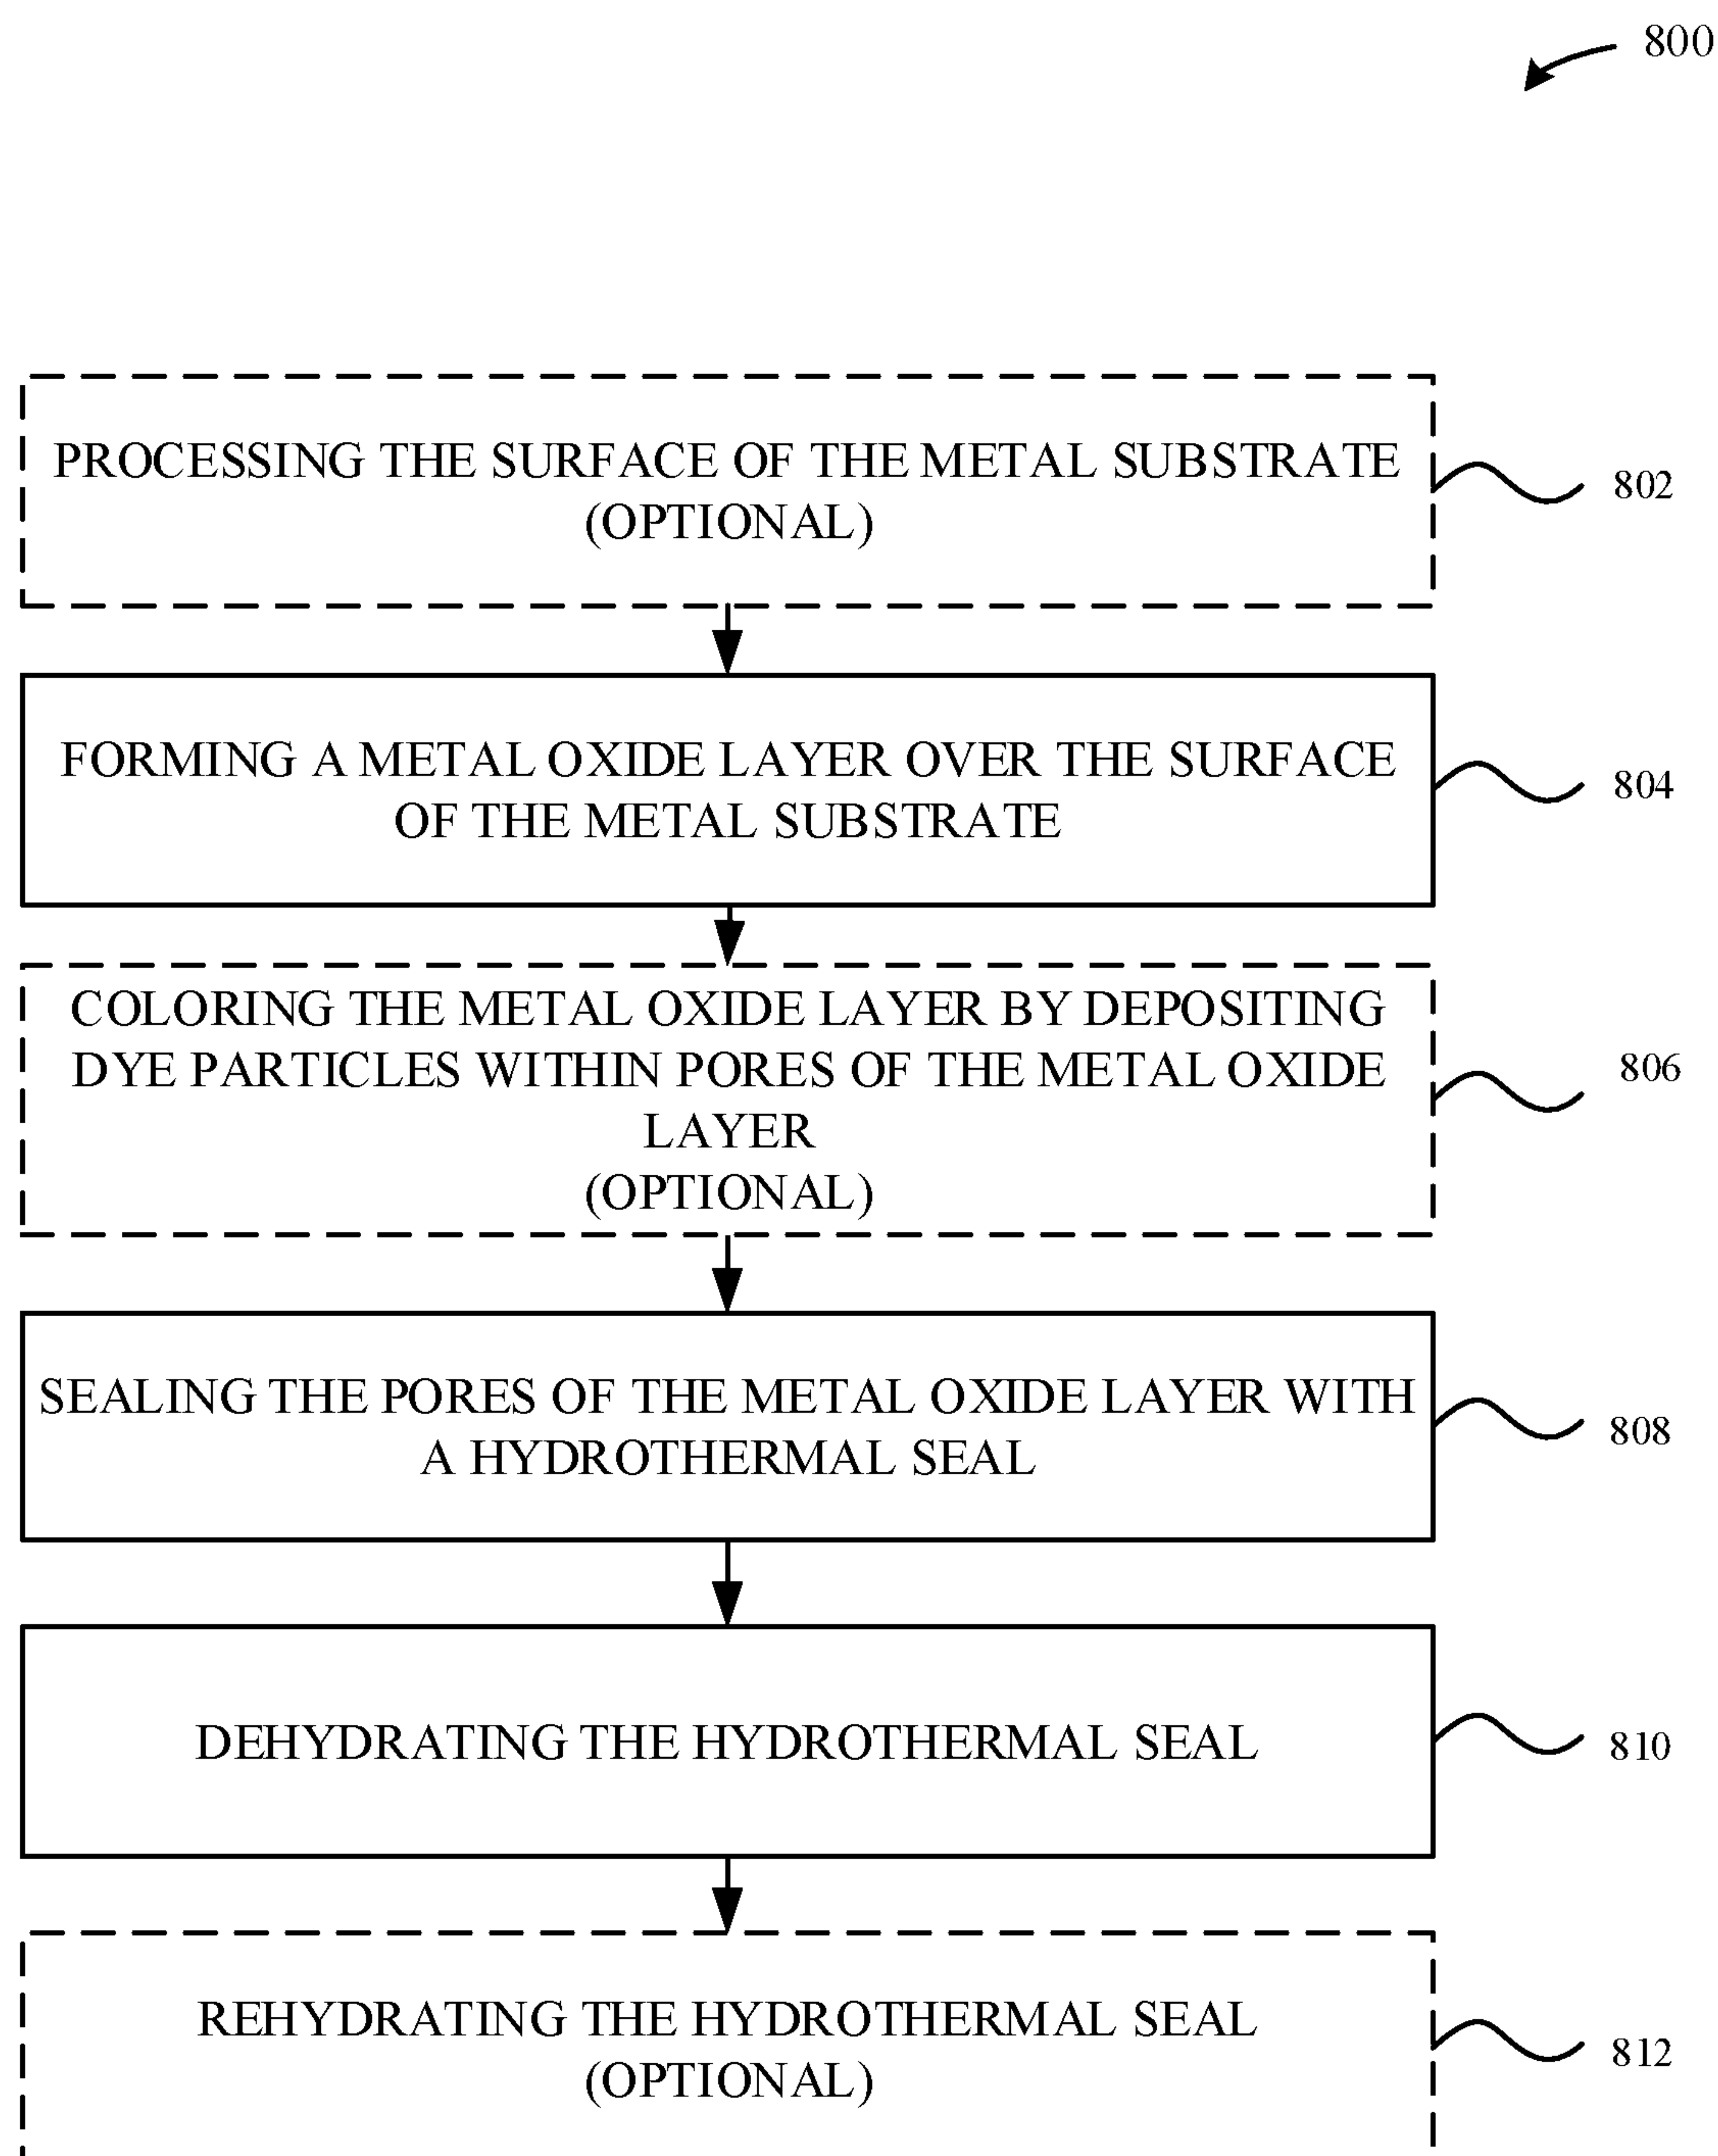 800
PROCESSING THE SURFACE OF THE METAL SUBSTRATE
(OPTIONAL)
802
FORMING A METAL OXIDE LAYER OVER THE SURFACE
OF THE METAL SUBSTRATE
804
COLORING THE METAL OXIDE LAYER BY DEPOSITING
DYE PARTICLES WITHIN PORES OF THE METAL OXIDE
LAYER
(OPTIONAL)
806
SEALING THE PORES OF THE METAL OXIDE LAYER WITH
A HYDROTHERMAL SEAL
808
DEHYDRATING THE HYDROTHERMAL SEAL
810
REHYDRATING THE HYDROTHERMAL SEAL
(OPTIONAL)
812